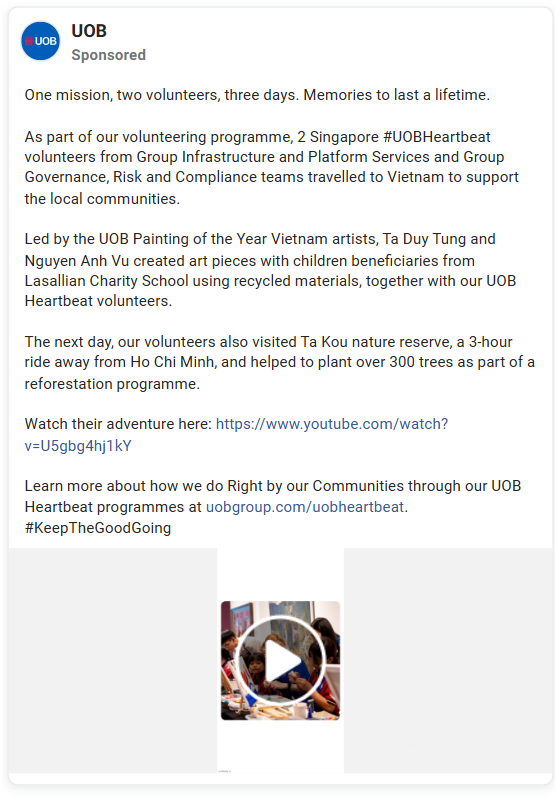 UOB
UOB
Sponsored
One mission, two volunteers, three days. Memories to last a lifetime.
As part of our volunteering programme, 2 Singapore #UOBHeartbeat
volunteers from Group Infrastructure and Platform Services and Group
Governance, Risk and Compliance teams travelled to Vietnam to support
the local communities.
Led by the UOB Painting of the Year Vietnam artists, Ta Duy Tung and
Nguyen Anh Vu created art pieces with children beneficiaries from
Lasallian Charity School using recycled materials, together with our UOB
Heartbeat volunteers.
The next day, our volunteers also visited Ta Kou nature reserve, a 3-hour
ride away from Ho Chi Minh, and helped to plant over 300 trees as part of a
reforestation programme.
Watch their adventure here: https://www.youtube.com/watch?
v=U5gbg4hj1kY
Learn more about how we do Right by our Communities through our UOB
Heartbeat programmes at uobgroup.com/uobheartbeat.
#KeepTheGoodGoing